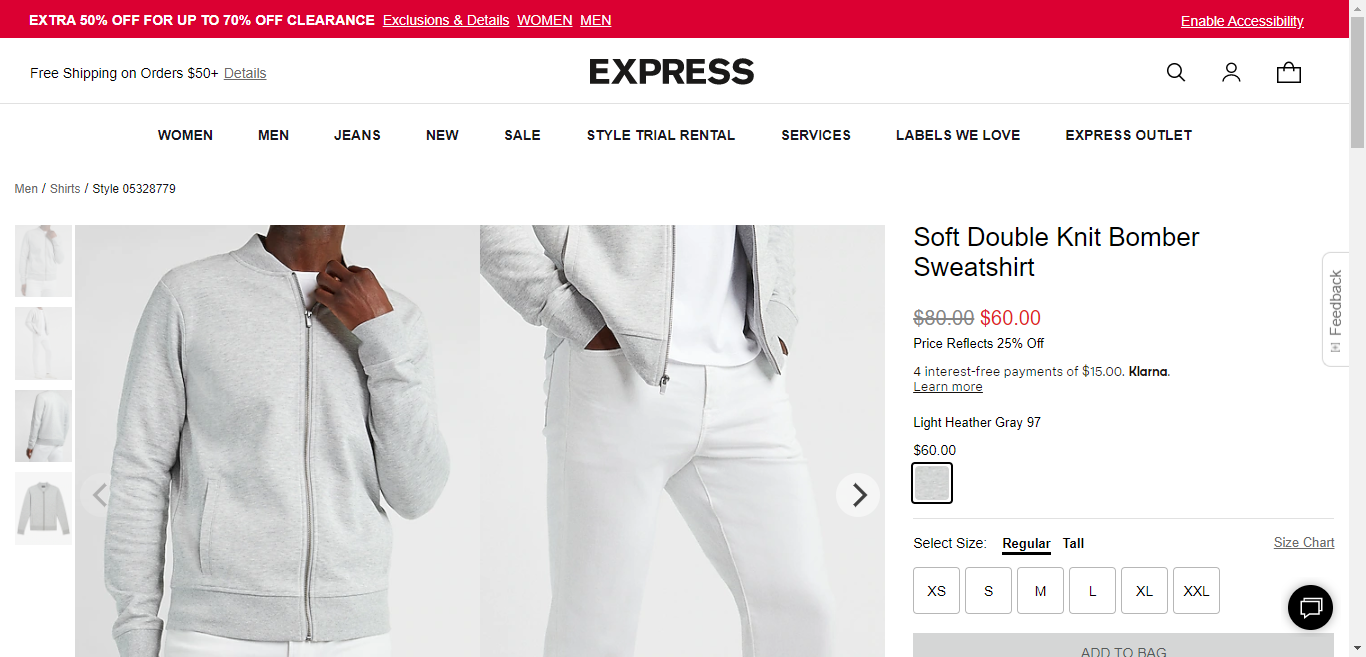 EXTRA 50% OFF FOR UP TO 70% OFF CLEARANCE Exclusions & Details WOMEN MEN Enable Accessibility
Free Shipping on Orders $50+ Details EXPRESS
WOMEN MEN JEANS NEW SALE STYLE TRIAL RENTAL SERVICES LABELS WE LOVE EXPRESS OUTLET
Men / Shirts / Style 05328779
Soft Double Knit Bomber
Sweatshirt
$80.00 $60.00
Price Reflects 25% Off
4 interest-free payments of $15.00. Klarna.
Learn more
Light Heather Gray 97
$60.00
Select Size: Regular Tall Size Chart
XS S M L XL XXL
ADD TO BAG
Feedback